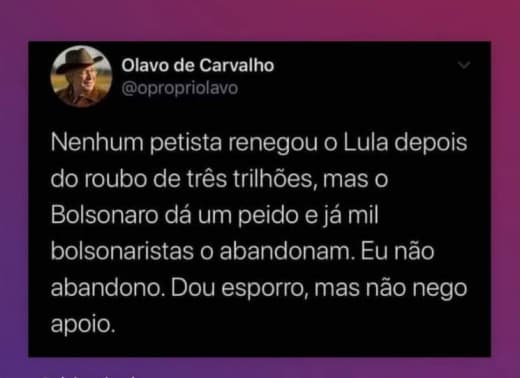 Olavo de Carvalho
@opropriolavo
Nenhum petista renegou o Lula depois
do roubo de três trilhões, mas o
Bolsonaro dá um peido e já mil
bolsonaristas o abandonam. Eu não
abandono. Dou esporro, mas não nego
apoio.